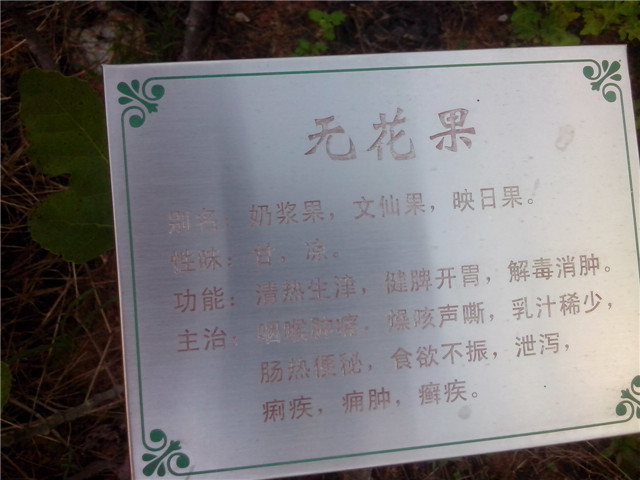 无花果
别名：奶浆果，文仙果，映日果。
性味：甘，凉。
功能：清热生津，健脾开胃，解毒消肿。
主治：咽喉肿痛，燥咳声嘶，乳汁稀少，
肠热便秘，食欲不振，泄泻，
痢疾，痈肿，癣疾。